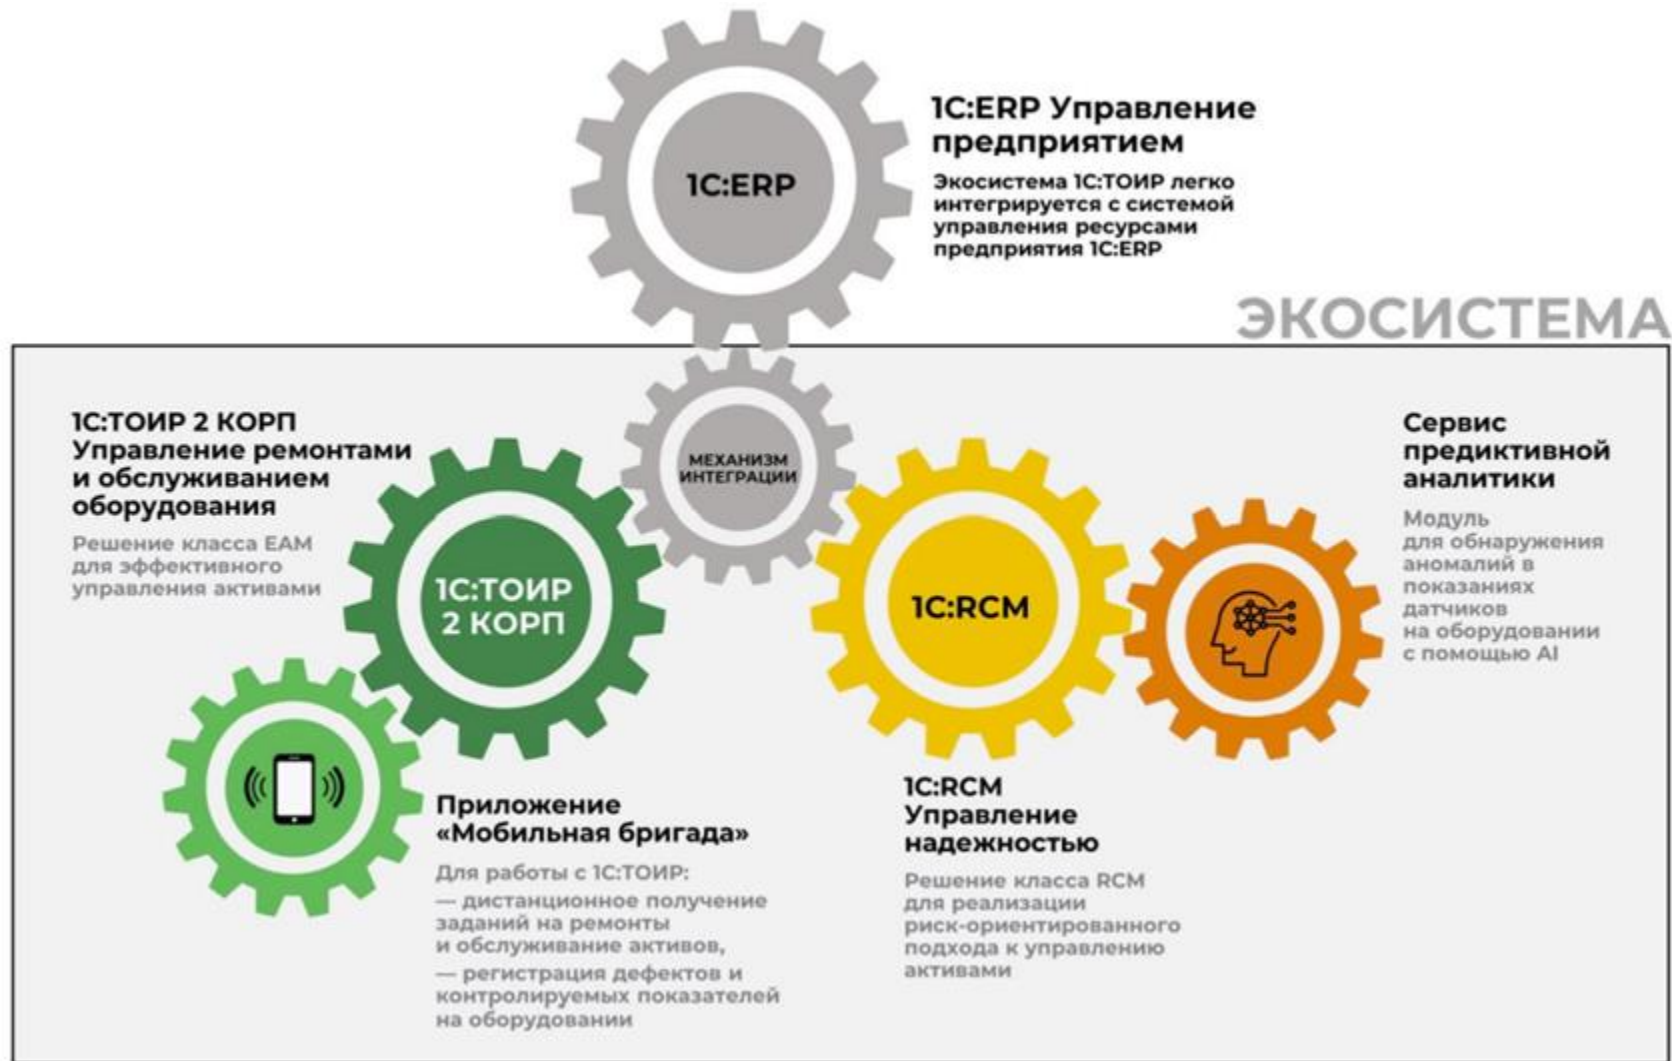 1С:ERP
1С:ERP Управление
предприятием
Экосистема 1С:ТОИР легко
интегрируется с системой
управления ресурсами
предприятия 1С:ERP
ЭКОСИСТЕМА
МЕХАНИЗМ
ИНТЕГРАЦИИ
1С:ТОИР 2 КОРП
Управление ремонтами
и обслуживанием
оборудования
Решение класса EAM
для эффективного
управления активами
1С:ТОИР
2 КОРП
1С:RCM
Сервис
предиктивной
аналитики
Модуль
для обнаружения
аномалий в
показаниях
датчиков
на оборудовании
с помощью AI
Приложение
«Мобильная бригада»
Для работы с 1С:ТОИР:
— дистанционное получение
заданий на ремонты
и обслуживание активов,
— регистрация дефектов и
контролируемых показателей
на оборудовании
1С:RCM
Управление
надежностью
Решение класса RCM
для реализации
риск-ориентированного
подхода к управлению
активами